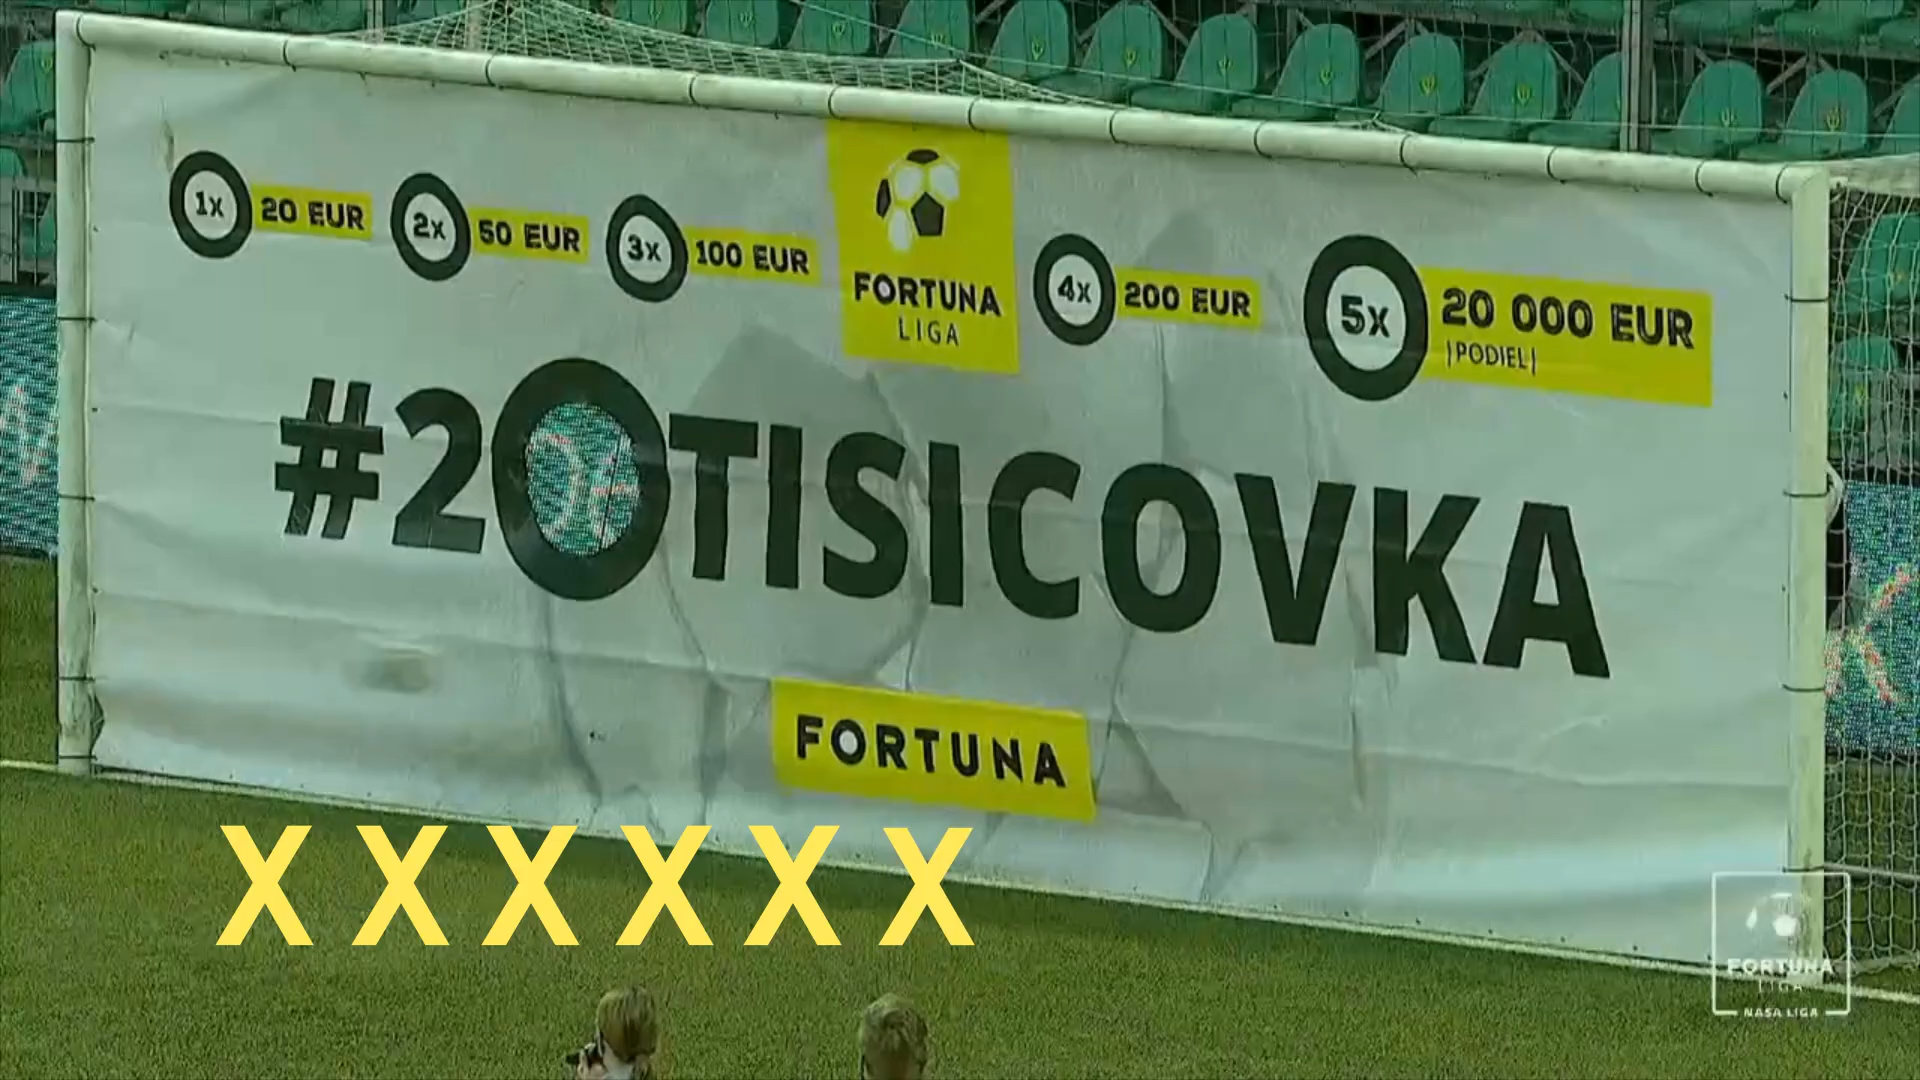 1x 20 EUR
2x 50 EUR
3x 100 EUR
FORTUNA
LIGA
4x 200 EUR
5x 20 000 EUR
|PODIEL|
#20TISICOVKA
FORTUNA
XXXXXX
FORTUNA
LIGA
NAŠA LIGA